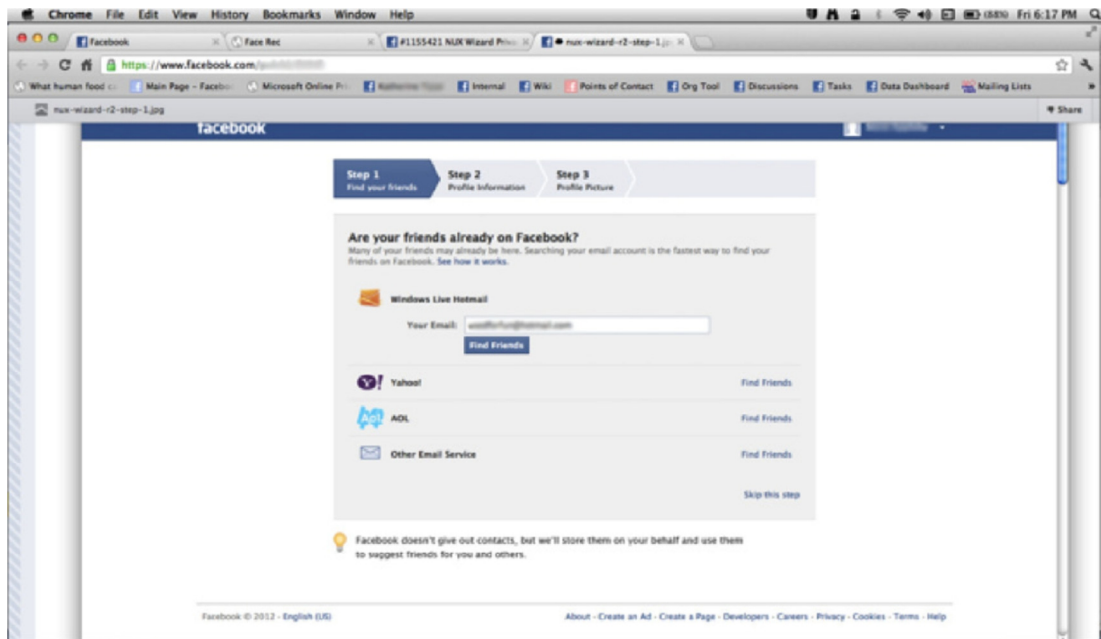 Chrome File Edit View History Bookmarks Window Help (88%) Fri 6:17 PM
Facebook Face Rec #1155421 NUX Wizard Priv nux-wizard-r2-step-1.jp
https://www.facebook.com/
What human food c Main Page - Facebo Microsoft Online Pri Internal Wiki Points of Contact Org Tool Discussions Tasks Data Dashboard Mailing Lists »
nux-wizard-r2-step-1.jpg Share
facebook
Step 1 Step 2 Step 3
Find your friends Profile Information Profile Picture
Are your friends already on Facebook?
Many of your friends may already be here. Searching your email account is the fastest way to find your
friends on Facebook. See how it works.
Windows Live Hotmail
Your Email:
Find Friends
Yahoo! Find Friends
AOL Find Friends
Other Email Service Find Friends
Skip this step
Facebook doesn't give out contacts, but we'll store them on your behalf and use them
to suggest friends for you and others.
Facebook © 2012 · English (US) About · Create an Ad · Create a Page · Developers · Careers · Privacy · Cookies · Terms · Help